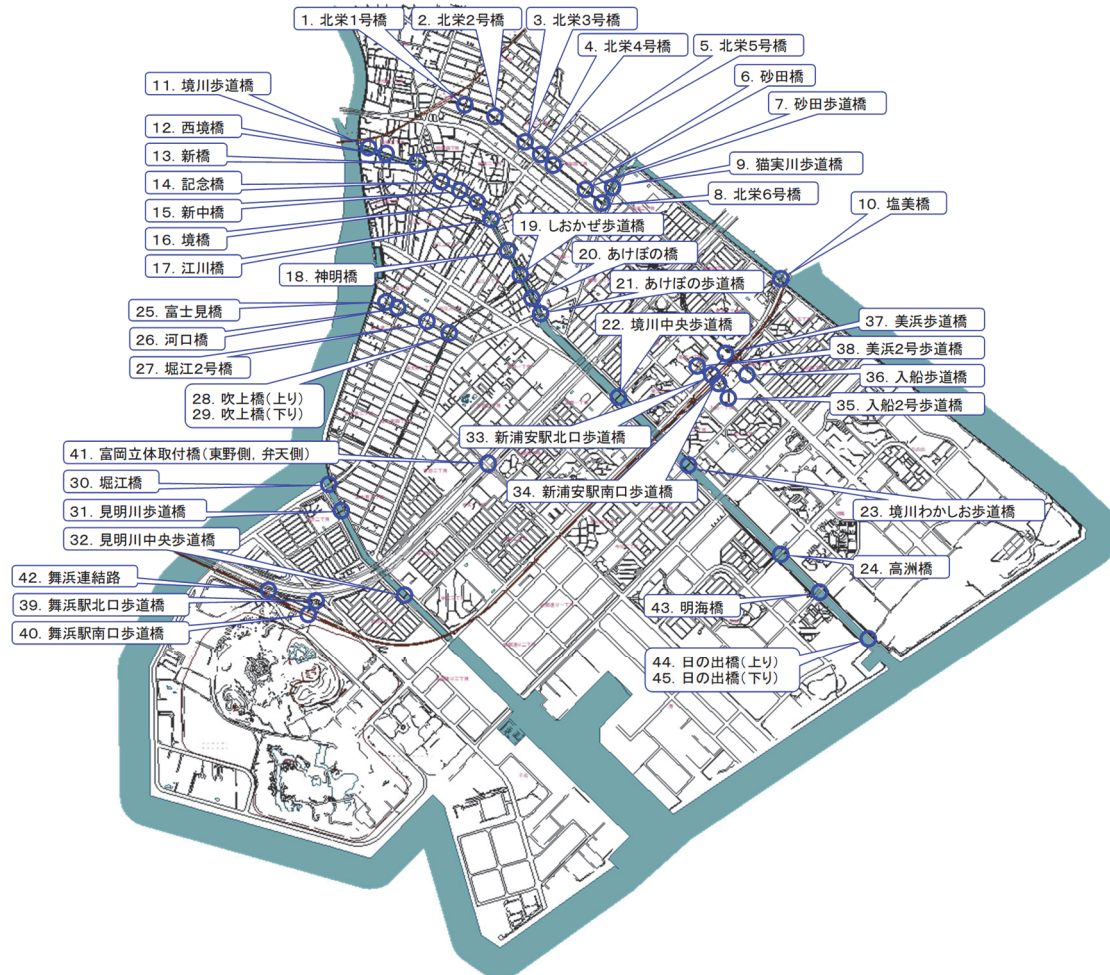 1. 北栄1号橋
2. 北栄2号橋
3. 北栄3号橋
4. 北栄4号橋
5. 北栄5号橋
6. 砂田橋
7. 砂田歩道橋
9. 猫実川歩道橋
8. 北栄6号橋
10. 塩美橋
11. 境川歩道橋
12. 西境橋
13. 新橋
14. 記念橋
15. 新中橋
16. 境橋
17. 江川橋
18. 神明橋
19. しおかぜ歩道橋
20. あけぼの橋
21. あけぼの歩道橋
22. 境川中央歩道橋
25. 富士見橋
26. 河口橋
27. 堀江2号橋
28. 吹上橋(上り)
29. 吹上橋(下り)
37. 美浜歩道橋
38. 美浜2号歩道橋
36. 入船歩道橋
35. 入船2号歩道橋
33. 新浦安駅北口歩道橋
34. 新浦安駅南口歩道橋
23. 境川わかしお歩道橋
24. 高洲橋
41. 富岡立体取付橋(東野側, 弁天側)
30. 堀江橋
31. 見明川歩道橋
32. 見明川中央歩道橋
42. 舞浜連結路
39. 舞浜駅北口歩道橋
40. 舞浜駅南口歩道橋
43. 明海橋
44. 日の出橋(上り)
45. 日の出橋(下り)